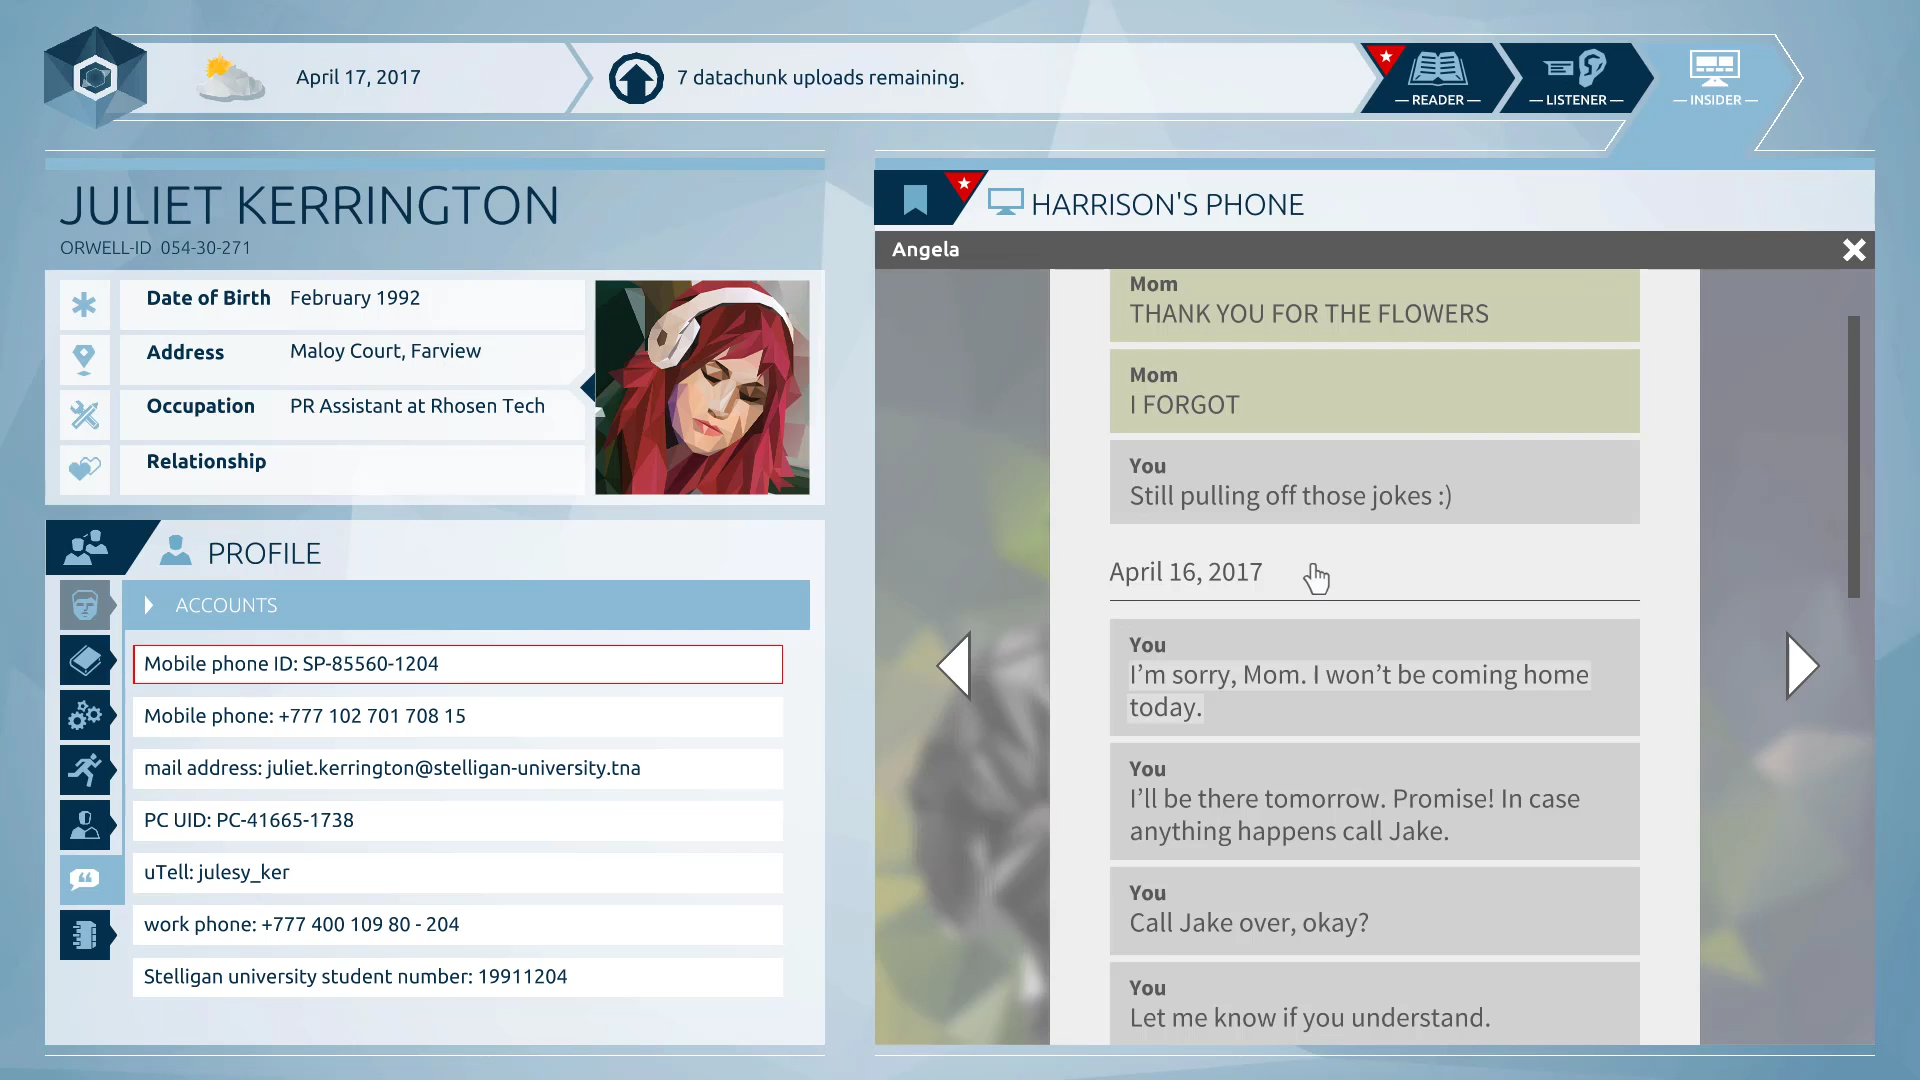 April 17, 2017
7 datachunk uploads remaining.
READER
LISTENER
INSIDER
JULIET KERRINGTON
ORWELL-ID 054-30-271
Date of Birth February 1992
Address Maloy Court, Farview
Occupation PR Assistant at Rhosen Tech
Relationship
PROFILE
ACCOUNTS
Mobile phone ID: SP-85560-1204
Mobile phone: +777 102 701 708 15
mail address: juliet.kerrington@stelligan-university.tna
PC UID: PC-41665-1738
uTell: julesy_ker
work phone: +777 400 109 80 - 204
Stelligan university student number: 19911204
HARRISON'S PHONE
Angela
Mom
THANK YOU FOR THE FLOWERS
Mom
I FORGOT
You
Still pulling off those jokes :)
April 16, 2017
You
I’m sorry, Mom. I won’t be coming home
today.
You
I’ll be there tomorrow. Promise! In case
anything happens call Jake.
You
Call Jake over, okay?
You
Let me know if you understand.